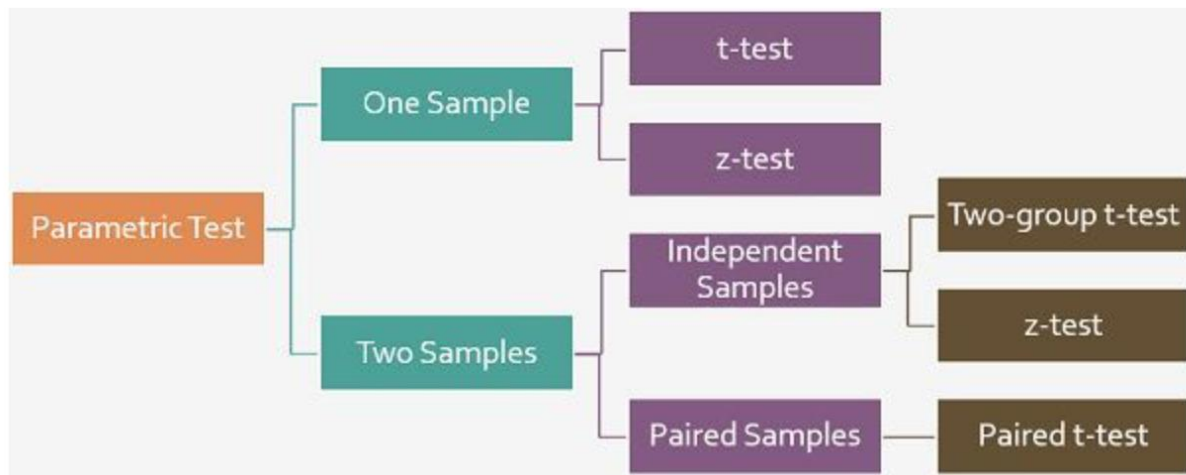 Parametric Test
One Sample
t-test
z-test
Two Samples
Independent
Samples
Two-group t-test
z-test
Paired Samples
Paired t-test